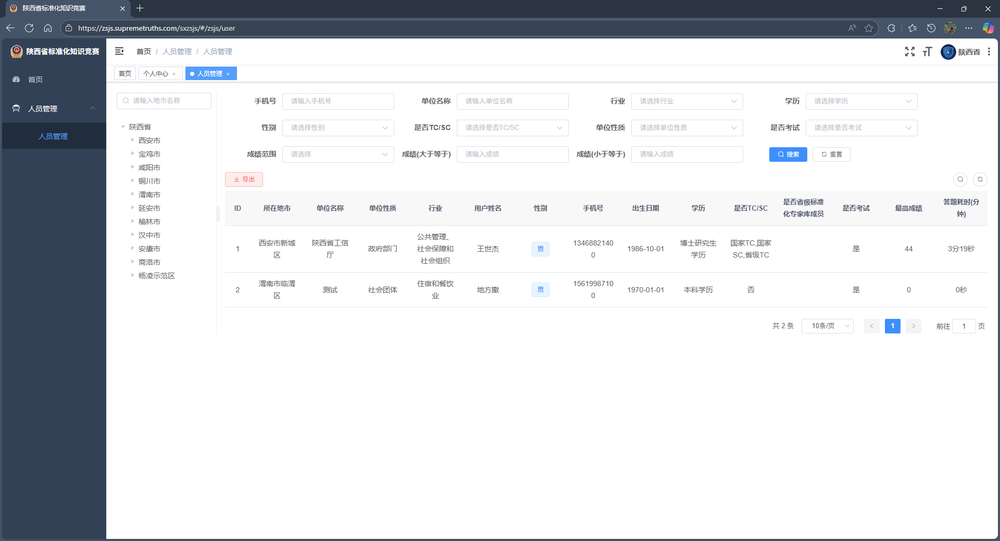 陕西省标准化知识竞赛
https://zsjs.supremetruths.com/sxzsjs/#/zsjs/user
陕西省标准化知识竞赛
首页 / 人员管理 / 人员管理
陕西省
首页
个人中心 ×
人员管理 ×
首页
人员管理
人员管理
请输入地市名称
陕西省
西安市
宝鸡市
咸阳市
铜川市
渭南市
延安市
榆林市
汉中市
安康市
商洛市
杨凌示范区
手机号 请输入手机号 单位名称 请输入单位名称 行业 请选择行业 学历 请选择学历
性别 请选择性别 是否TC/SC 请选择是否TC/SC 单位性质 请选择单位性质 是否考试 请选择是否考试
成绩范围 请选择 成绩(大于等于) 请输入成绩 成绩(小于等于) 请输入成绩 搜索 重置
导出
ID 所在地市 单位名称 单位性质 行业 用户姓名 性别 手机号 出生日期 学历 是否TC/SC 是否省级标准
化专家库成员 是否考试 最高成绩 答题耗时(分
钟)
1 西安市新城
区 陕西省工信
厅 政府部门 公共管理、
社会保障和
社会组织 王世杰 男 1346882140
0 1986-10-01 博士研究生
学历 国家TC,国家
SC,省级TC 是 44 3分19秒
2 渭南市临渭
区 测试 社会团体 住宿和餐饮
业 地方撒 男 1561998710
0 1970-01-01 本科学历 否 是 0 0秒
共 2 条 10条/页 1 前往 1 页